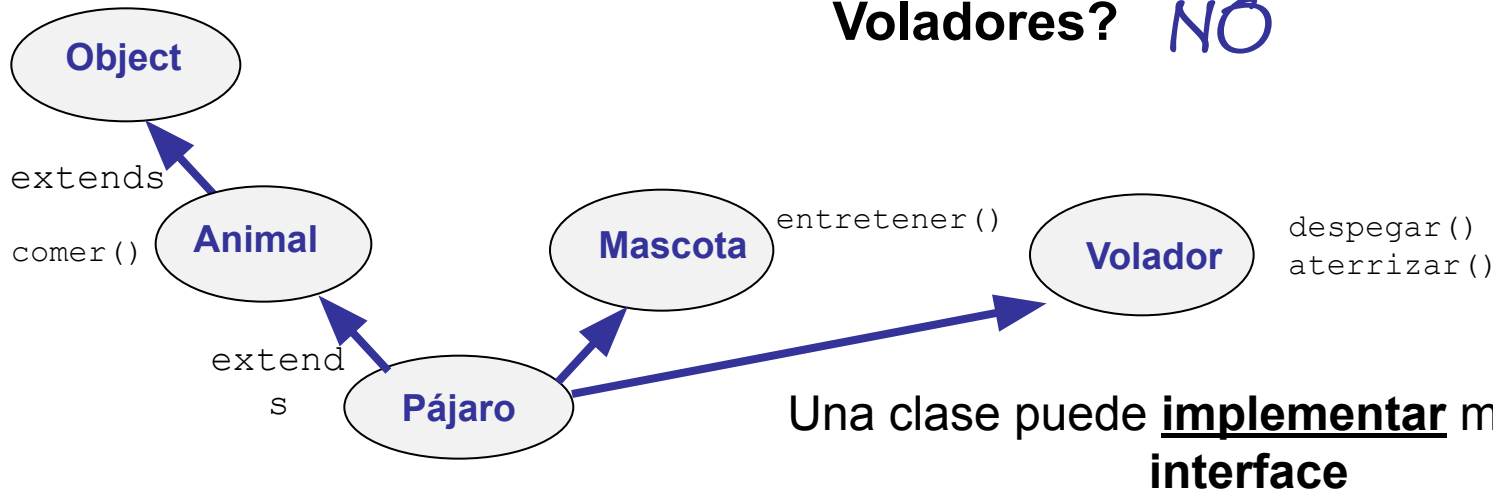 Voladores? NO
Object
extends
Animal
comer()
Mascota
entretener()
Volador
despegar()
aterrizar()
extend
s
Pájaro
Una clase puede implementar m
interface